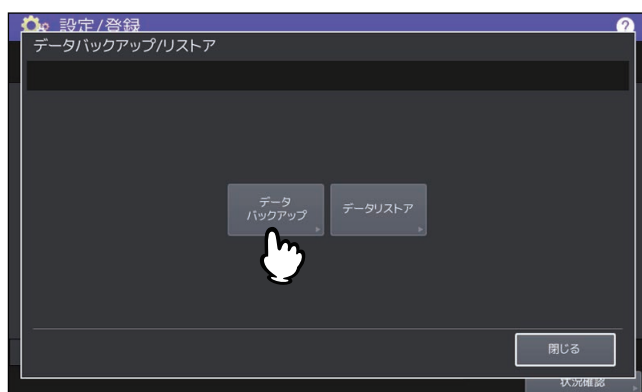 設定/登録
?
データバックアップ/リストア
データ
バックアップ
データリストア
閉じる
状況確認